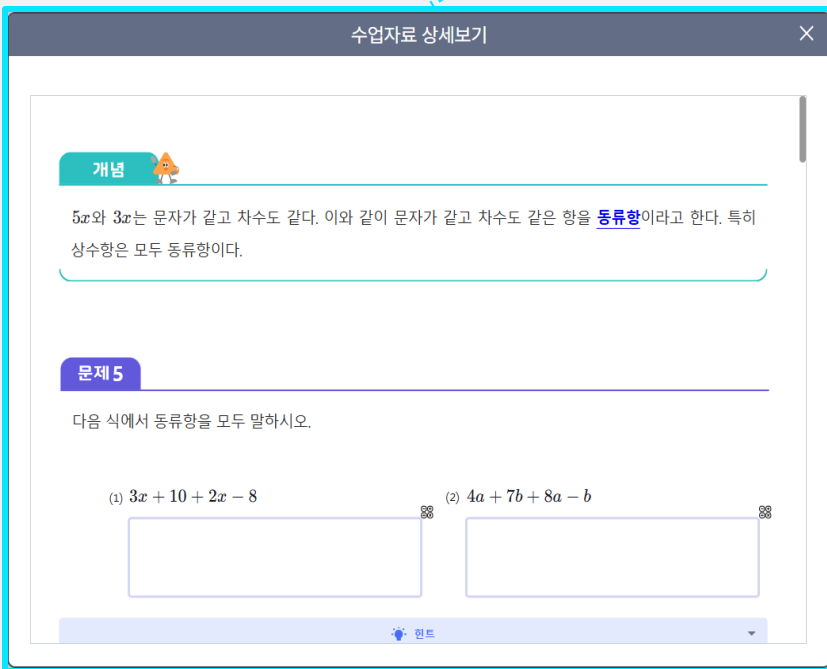 수업자료 상세보기
개념
5x와 3x는 문자가 같고 차수도 같다. 이와 같이 문자가 같고 차수도 같은 항을 동류항이라고 한다. 특히
상수항은 모두 동류항이다.
문제 5
다음 식에서 동류항을 모두 말하시오.
(1) 3x + 10 + 2x − 8 (2) 4a + 7b + 8a − b
힌트